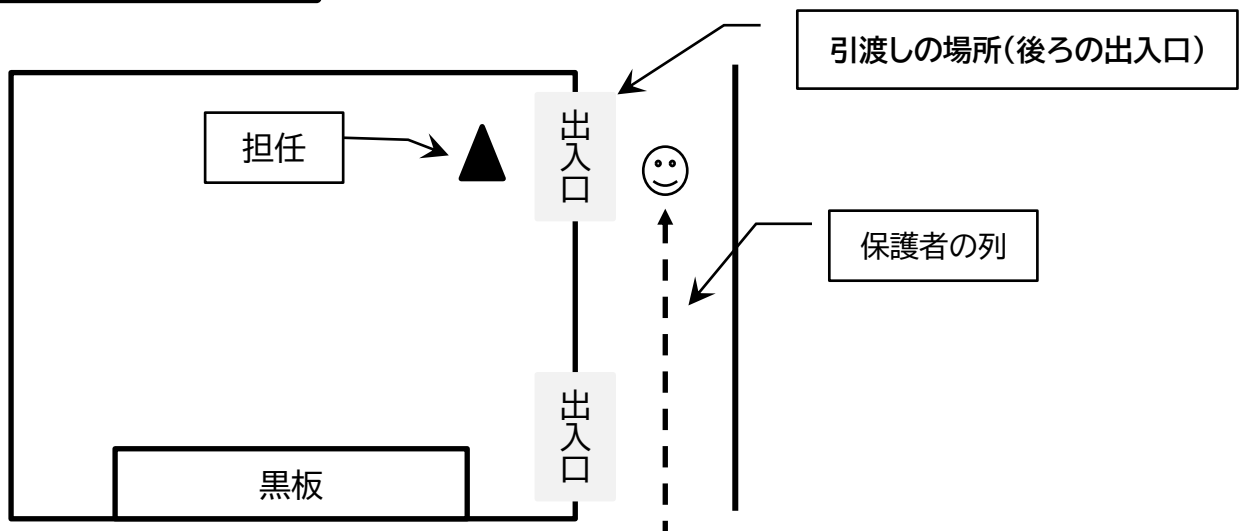 引渡しの場所（後ろの出入口）
担任
出入口
保護者の列
出入口
黒板